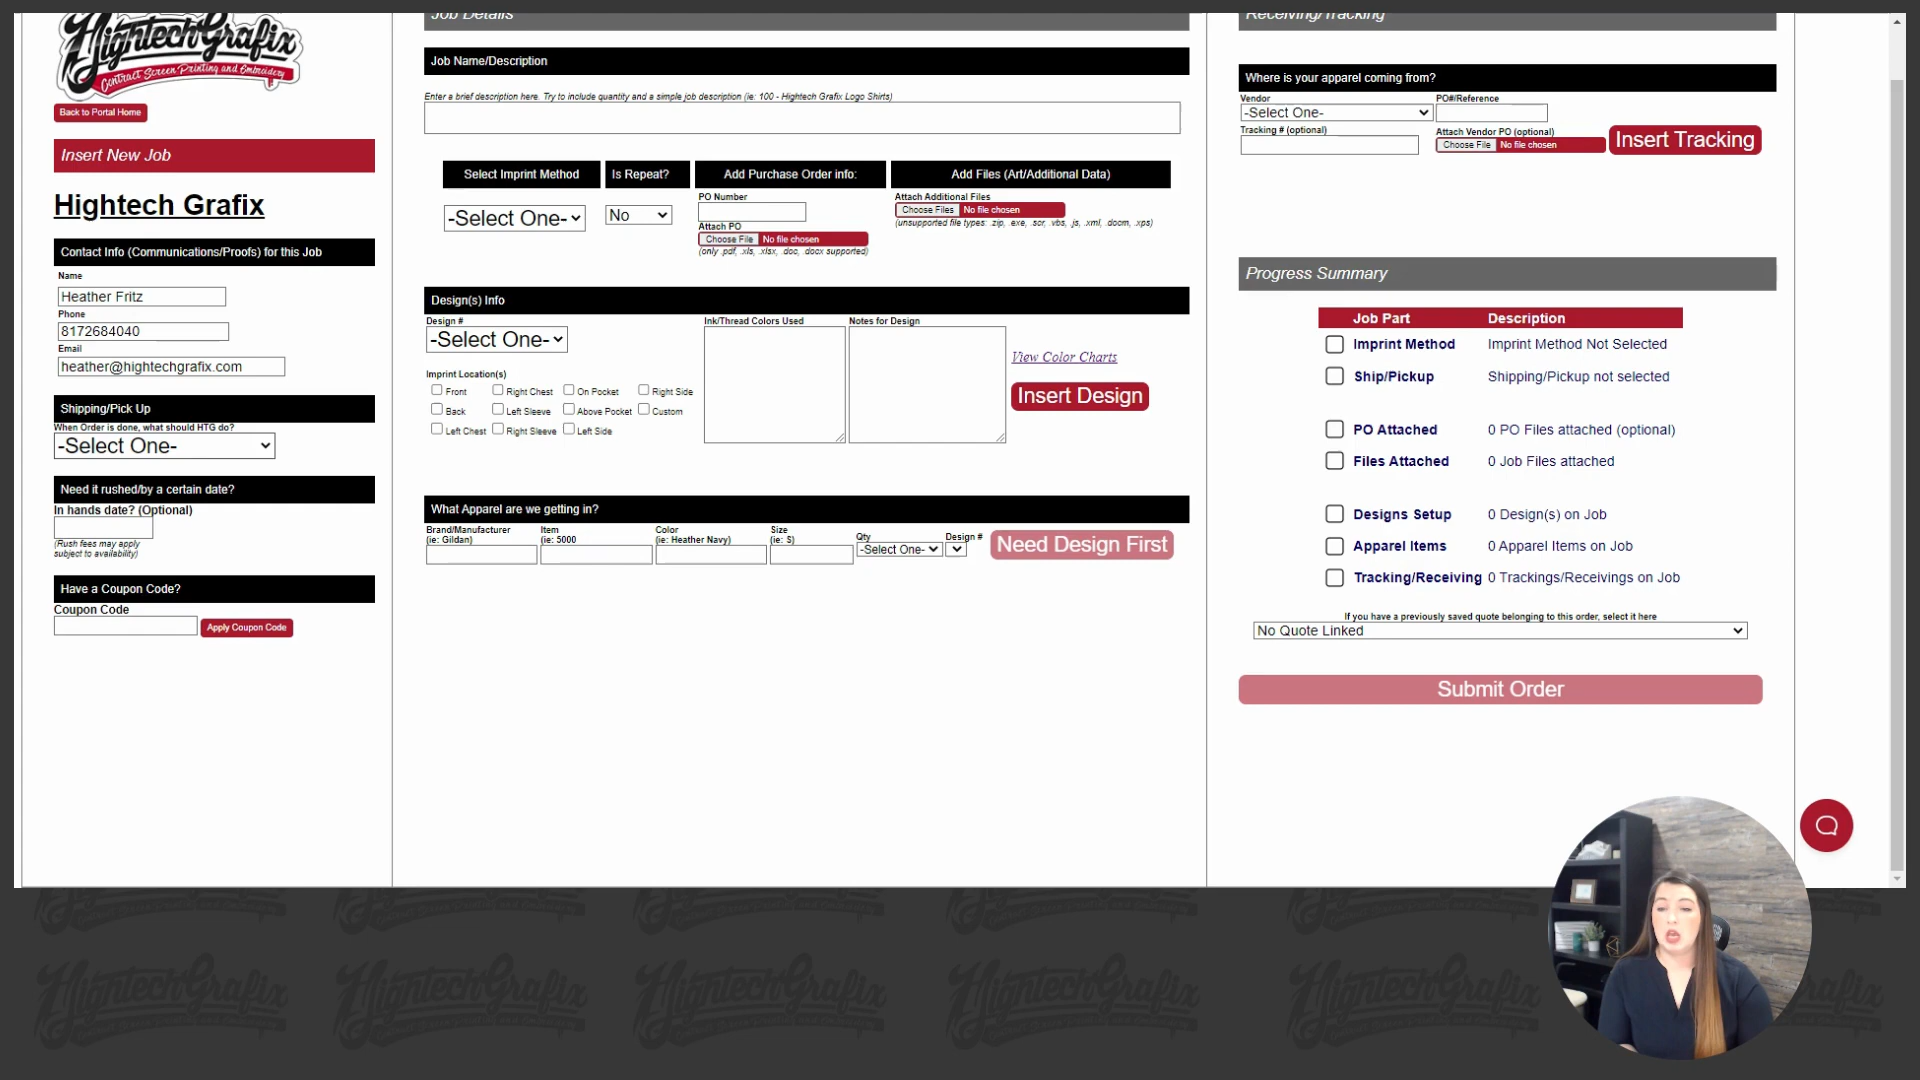 HightechGrafix
Contract Screen Printing and Embroidery
Back to Portal Home
Insert New Job
Hightech Grafix
Contact Info (Communications/Proofs) for this Job
Name
Heather Fritz
Phone
8172684040
Email
heather@hightechgrafix.com
Shipping/Pick Up
When Order is done, what should HTG do?
-Select One-
Need it rushed/by a certain date?
In hands date? (Optional)
(Rush fees may apply
subject to availability)
Have a Coupon Code?
Coupon Code
Apply Coupon Code
Job Details
Job Name/Description
Enter a brief description here. Try to include quantity and a simple job description (ie: 100 - Hightech Grafix Logo Shirts)
Select Imprint Method
Is Repeat?
Add Purchase Order info:
Add Files (Art/Additional Data)
-Select One-
No
PO Number
Attach PO
Choose File No file chosen
(only .pdf, .xls, .xlsx, .doc, .docx supported)
Attach Additional Files
Choose Files No file chosen
(unsupported file types: .zip, .exe, .scr, .vbs, .js, .xml, .docm, .xps)
Design(s) Info
Design #
-Select One-
Imprint Location(s)
Front Right Chest On Pocket Right Side
Back Left Sleeve Above Pocket Custom
Left Chest Right Sleeve Left Side
Ink/Thread Colors Used
Notes for Design
View Color Charts
Insert Design
What Apparel are we getting in?
Brand/Manufacturer
(ie: Gildan)
Item
(ie: 5000
Color
(ie: Heather Navy)
Size
(ie: S)
Qty
-Select One-
Design #
Need Design First
Receiving/Tracking
Where is your apparel coming from?
Vendor
-Select One-
PO#/Reference
Tracking # (optional)
Attach Vendor PO (optional)
Choose File No file chosen
Insert Tracking
Progress Summary
Job Part Description
Imprint Method Imprint Method Not Selected
Ship/Pickup Shipping/Pickup not selected
PO Attached 0 PO Files attached (optional)
Files Attached 0 Job Files attached
Designs Setup 0 Design(s) on Job
Apparel Items 0 Apparel Items on Job
Tracking/Receiving 0 Trackings/Receivings on Job
If you have a previously saved quote belonging to this order, select it here
No Quote Linked
Submit Order